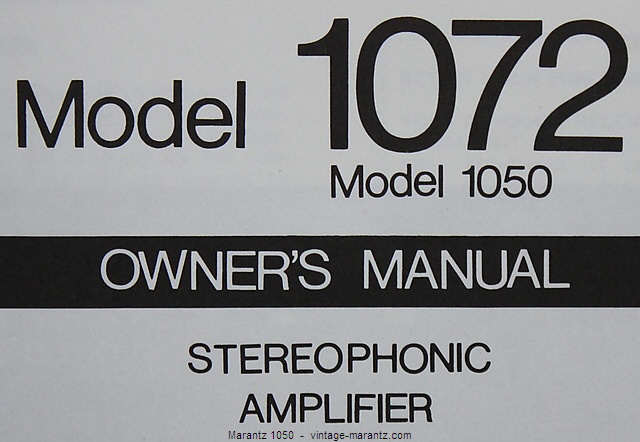 Model 1072
Model 1050
OWNER'S MANUAL
STEREOPHONIC
AMPLIFIER
Marantz 1050 - vintage-marantz.com